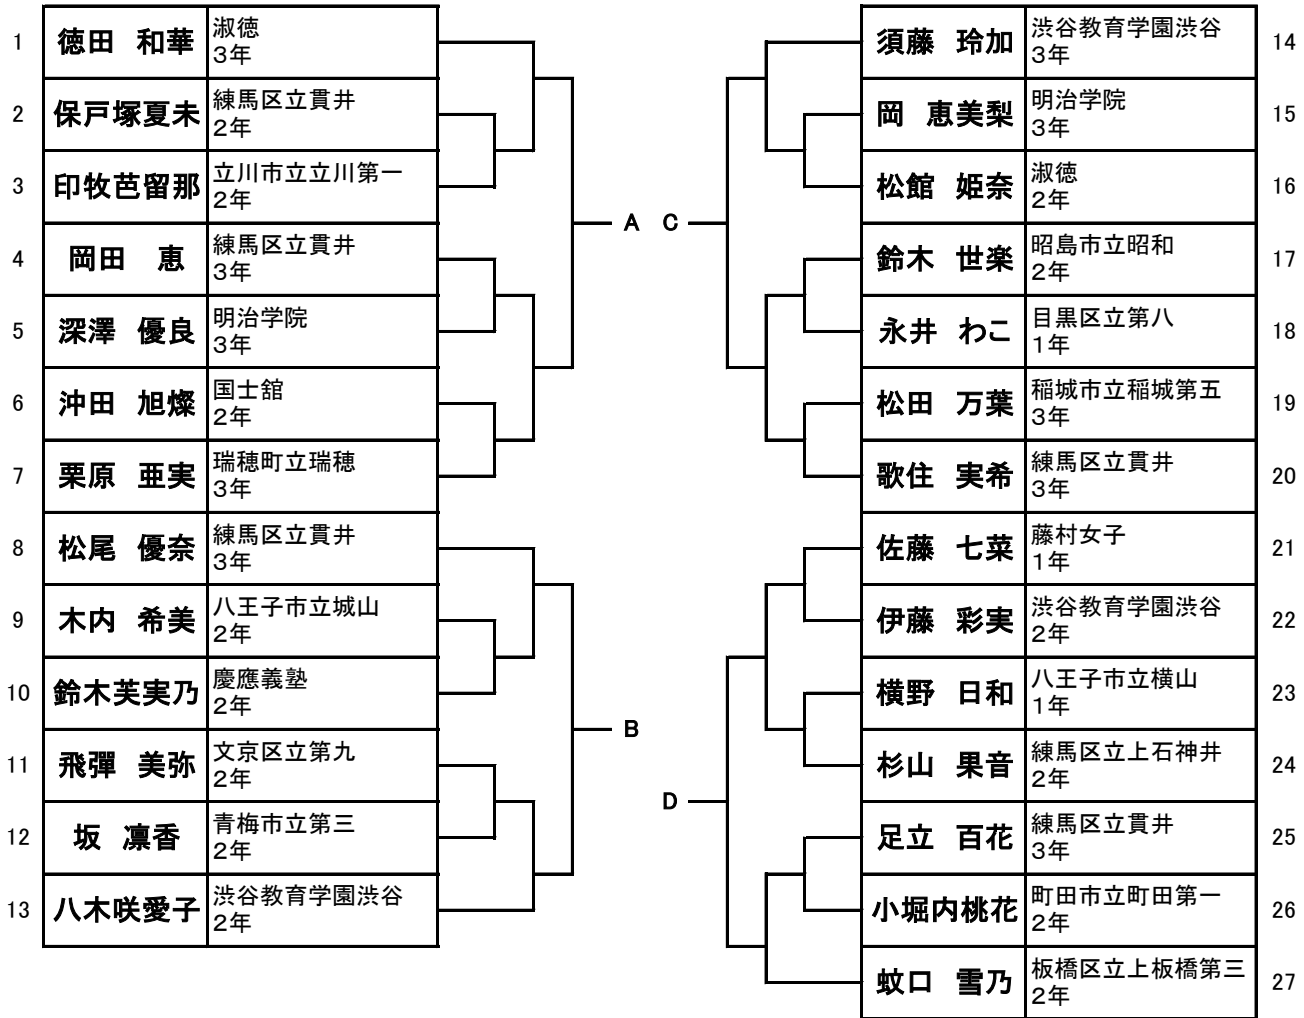 1 徳田 和華 淑徳
3年
2 保戸塚夏未 練馬区立貫井
2年
3 印牧芭留那 立川市立立川第一
2年
4 岡田 恵 練馬区立貫井
3年
5 深澤 優良 明治学院
3年
6 沖田 旭燦 国士舘
2年
7 栗原 亜実 瑞穂町立瑞穂
3年
8 松尾 優奈 練馬区立貫井
3年
9 木内 希美 八王子市立城山
2年
10 鈴木芙実乃 慶應義塾
2年
11 飛彈 美弥 文京区立第九
2年
12 坂 凛香 青梅市立第三
2年
13 八木咲愛子 渋谷教育学園渋谷
2年
A
B
C
D
須藤 玲加 渋谷教育学園渋谷 14
3年
岡 恵美梨 明治学院 15
3年
松館 姫奈 淑徳 16
2年
鈴木 世楽 昭島市立昭和 17
2年
永井 わこ 目黒区立第八 18
1年
松田 万葉 稲城市立稲城第五 19
3年
歌住 実希 練馬区立貫井 20
3年
佐藤 七菜 藤村女子 21
1年
伊藤 彩実 渋谷教育学園渋谷 22
2年
横野 日和 八王子市立横山 23
1年
杉山 果音 練馬区立上石神井 24
2年
足立 百花 練馬区立貫井 25
3年
小堀内桃花 町田市立町田第一 26
2年
蚊口 雪乃 板橋区立上板橋第三 27
2年